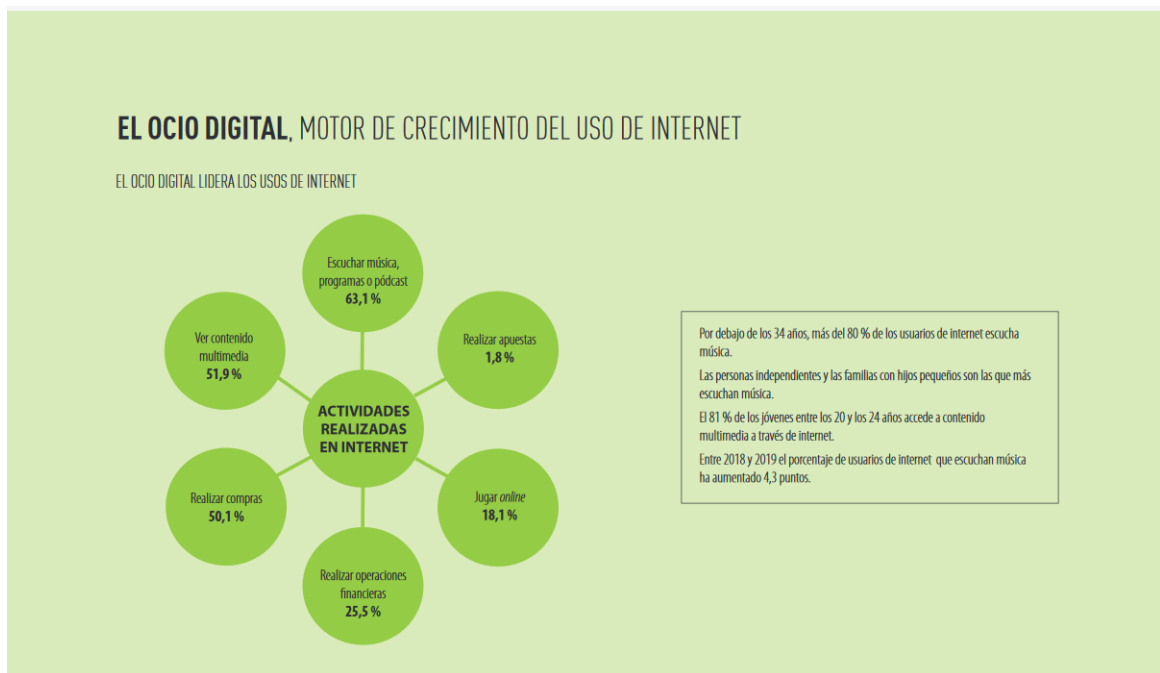 EL OCIO DIGITAL, MOTOR DE CRECIMIENTO DEL USO DE INTERNET
EL OCIO DIGITAL LIDERA LOS USOS DE INTERNET
Escuchar música,
programas o pódcast
63,1 %
Realizar apuestas
1,8 %
Jugar online
18,1 %
Realizar operaciones
financieras
25,5 %
Realizar compras
50,1 %
Ver contenido
multimedia
51,9 %
ACTIVIDADES
REALIZADAS
EN INTERNET
Por debajo de los 34 años, más del 80 % de los usuarios de internet escucha
música.
Las personas independientes y las familias con hijos pequeños son las que más
escuchan música.
El 81 % de los jóvenes entre los 20 y los 24 años accede a contenido
multimedia a través de internet.
Entre 2018 y 2019 el porcentaje de usuarios de internet que escuchan música
ha aumentado 4,3 puntos.